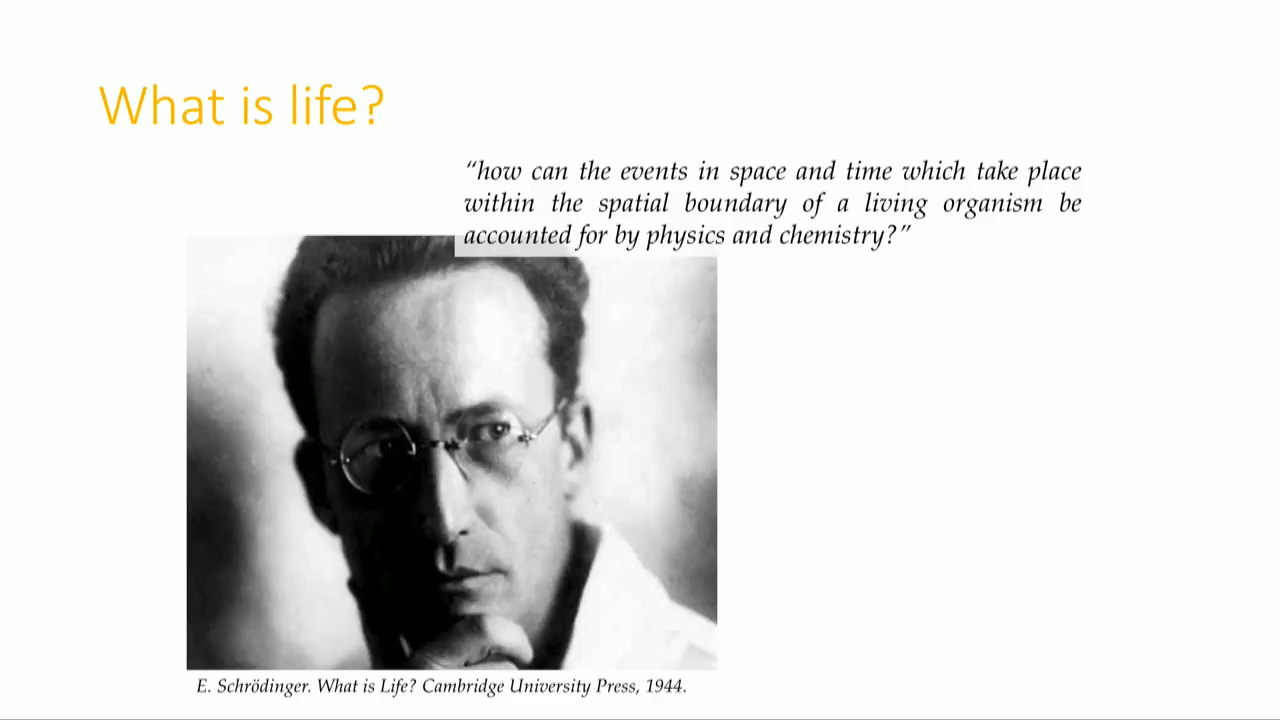 What is life?
“how can the events in space and time which take place
within the spatial boundary of a living organism be
accounted for by physics and chemistry?”
E. Schrödinger. What is Life? Cambridge University Press, 1944.